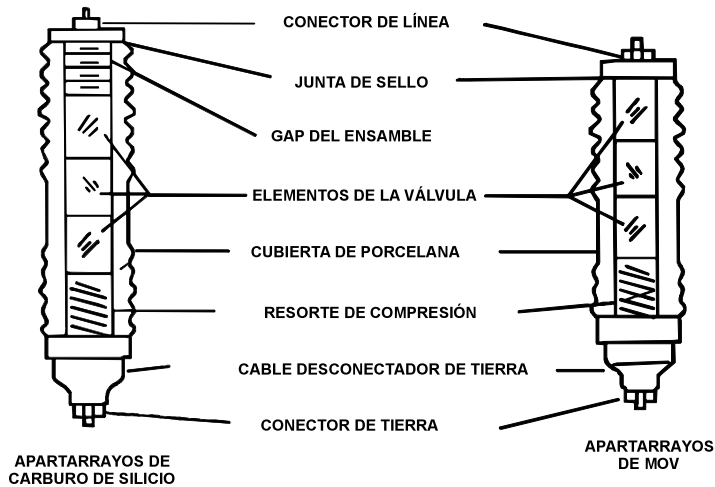 CONECTOR DE LÍNEA
JUNTA DE SELLO
GAP DEL ENSAMBLE
ELEMENTOS DE LA VÁLVULA
CUBIERTA DE PORCELANA
RESORTE DE COMPRESIÓN
CABLE DESCONECTADOR DE TIERRA
CONECTOR DE TIERRA
APARTARRAYOS DE
CARBURO DE SILICIO
APARTARRAYOS
DE MOV